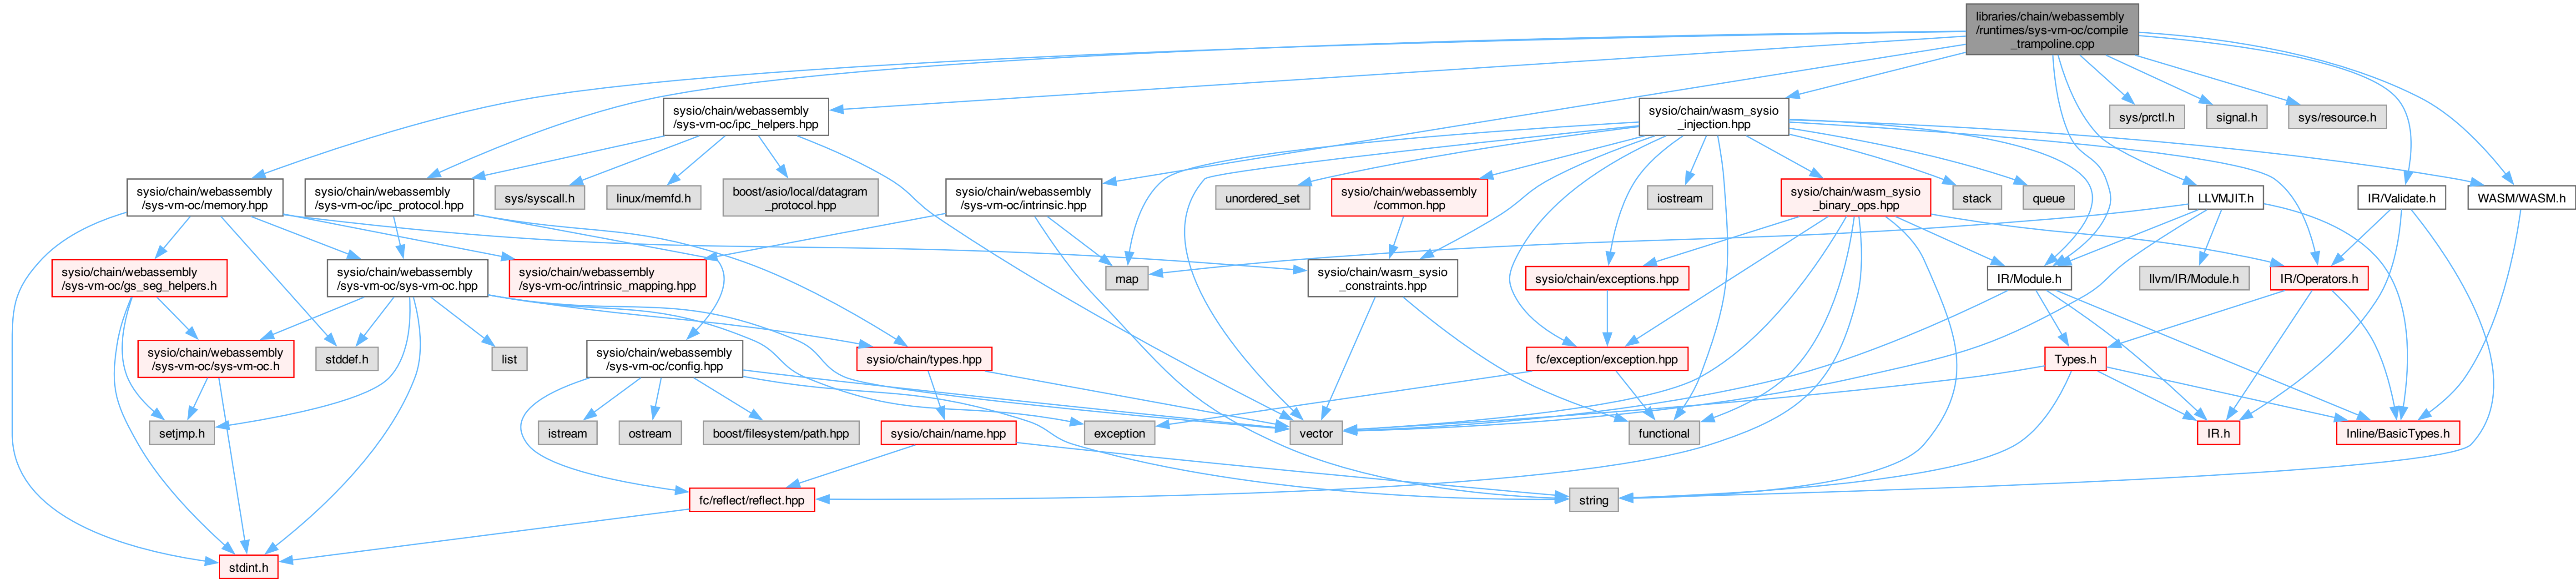 libraries/chain/webassembly
/runtimes/sys-vm-oc/compile
_trampoline.cpp
sysio/chain/webassembly
/sys-vm-oc/ipc_helpers.hpp
sysio/chain/wasm_sysio
_injection.hpp
sys/prctl.h
signal.h
sys/resource.h
sysio/chain/webassembly
/sys-vm-oc/memory.hpp
sysio/chain/webassembly
/sys-vm-oc/ipc_protocol.hpp
sys/syscall.h
linux/memfd.h
boost/asio/local/datagram
_protocol.hpp
sysio/chain/webassembly
/sys-vm-oc/intrinsic.hpp
unordered_set
sysio/chain/webassembly
/common.hpp
iostream
sysio/chain/wasm_sysio
_binary_ops.hpp
stack
queue
LLVMJIT.h
IR/Validate.h
WASM/WASM.h
sysio/chain/webassembly
/sys-vm-oc/gs_seg_helpers.h
sysio/chain/webassembly
/sys-vm-oc/sys-vm-oc.hpp
sysio/chain/webassembly
/sys-vm-oc/intrinsic_mapping.hpp
map
sysio/chain/wasm_sysio
_constraints.hpp
sysio/chain/exceptions.hpp
IR/Module.h
llvm/IR/Module.h
IR/Operators.h
sysio/chain/webassembly
/sys-vm-oc/sys-vm-oc.h
stddef.h
list
sysio/chain/webassembly
/sys-vm-oc/config.hpp
sysio/chain/types.hpp
fc/exception/exception.hpp
Types.h
setjmp.h
istream
ostream
boost/filesystem/path.hpp
sysio/chain/name.hpp
exception
vector
functional
IR.h
Inline/BasicTypes.h
fc/reflect/reflect.hpp
string
stdint.h